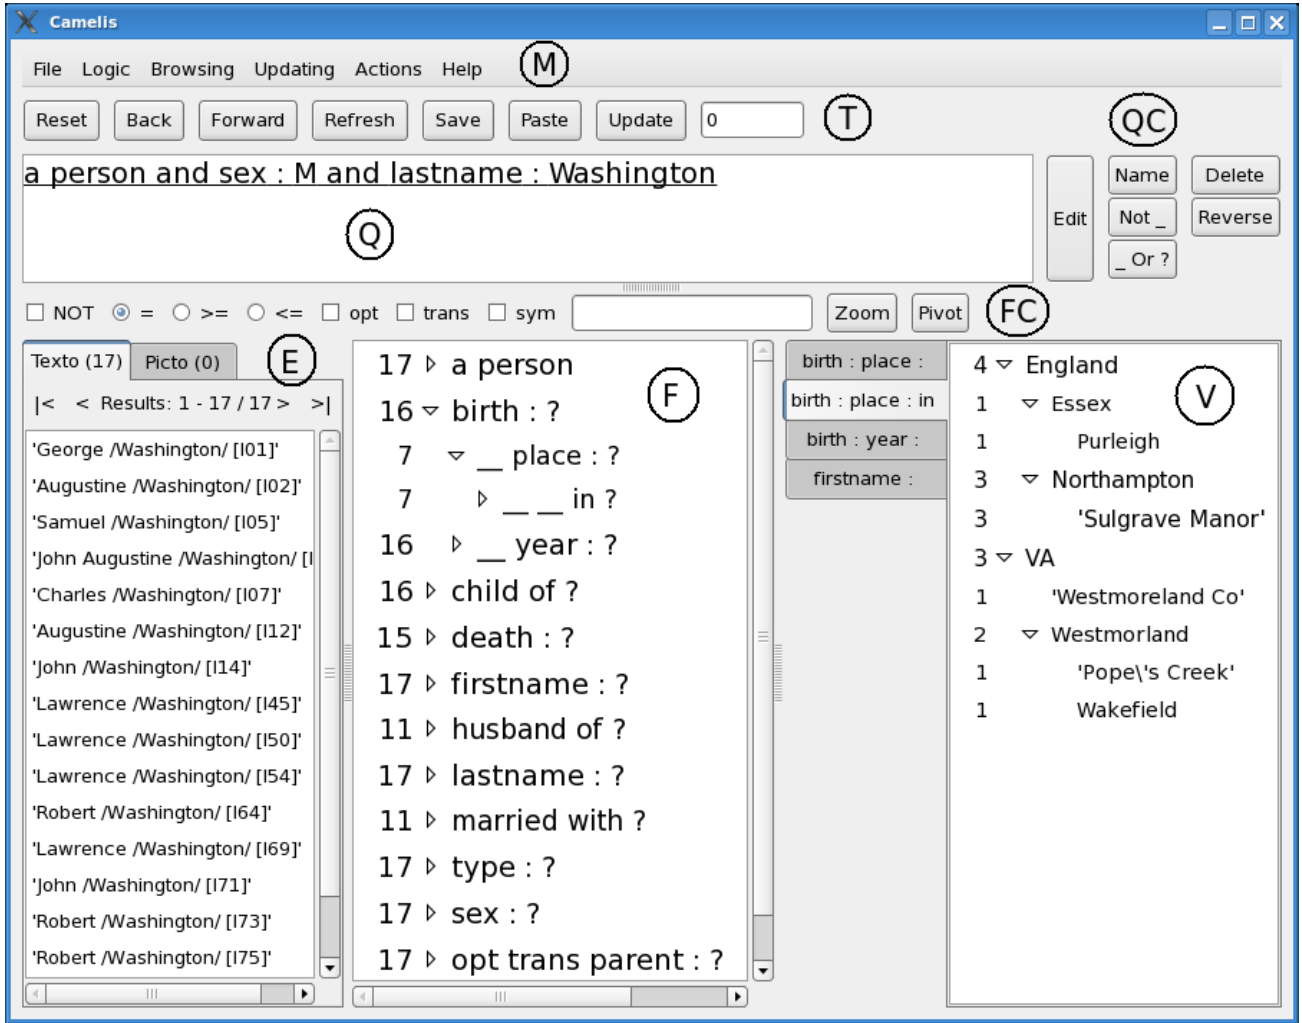 Camelis
File Logic Browsing Updating Actions Help M
Reset Back Forward Refresh Save Paste Update 0 T QC
a person and sex : M and lastname : Washington
Q
Edit
Name Delete
Not _ Reverse
_ Or ?
NOT = >= <= opt trans sym Zoom Pivot FC
Texto (17) Picto (0) E
|< < Results: 1 - 17 / 17 > >|
'George /Washington/ [I01]'
'Augustine /Washington/ [I02]'
'Samuel /Washington/ [I05]'
'John Augustine /Washington/ [I
'Charles /Washington/ [I07]'
'Augustine /Washington/ [I12]'
'John /Washington/ [I14]'
'Lawrence /Washington/ [I45]'
'Lawrence /Washington/ [I50]'
'Lawrence /Washington/ [I54]'
'Robert /Washington/ [I64]'
'Lawrence /Washington/ [I69]'
'John /Washington/ [I71]'
'Robert /Washington/ [I73]'
'Robert /Washington/ [I75]'
F
17 a person
16 birth : ?
7 __ place : ?
7 __ __ in ?
16 __ year : ?
16 child of ?
15 death : ?
17 firstname : ?
11 husband of ?
17 lastname : ?
11 married with ?
17 type : ?
17 sex : ?
17 opt trans parent : ?
birth : place :
birth : place : in
birth : year :
firstname :
V
4 England
1 Essex
1 Purleigh
3 Northampton
3 'Sulgrave Manor'
3 VA
1 'Westmoreland Co'
2 Westmorland
1 'Pope\'s Creek'
1 Wakefield